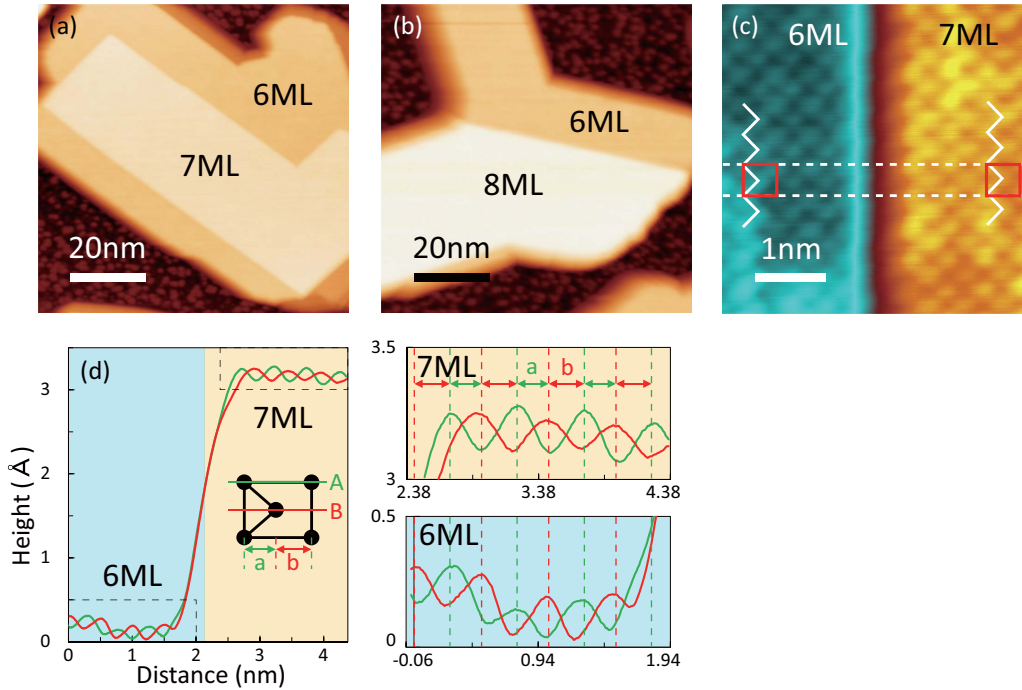 (a)
6ML
7ML
20nm
(b)
6ML
8ML
20nm
(c)
6ML
7ML
1nm
(d)
3
2
1
0
Height (Å)
7ML
A
B
a
b
6ML
0
1
2
3
4
Distance (nm)
3.5
7ML
a
b
3
2.38
3.38
4.38
0.5
6ML
0
-0.06
0.94
1.94